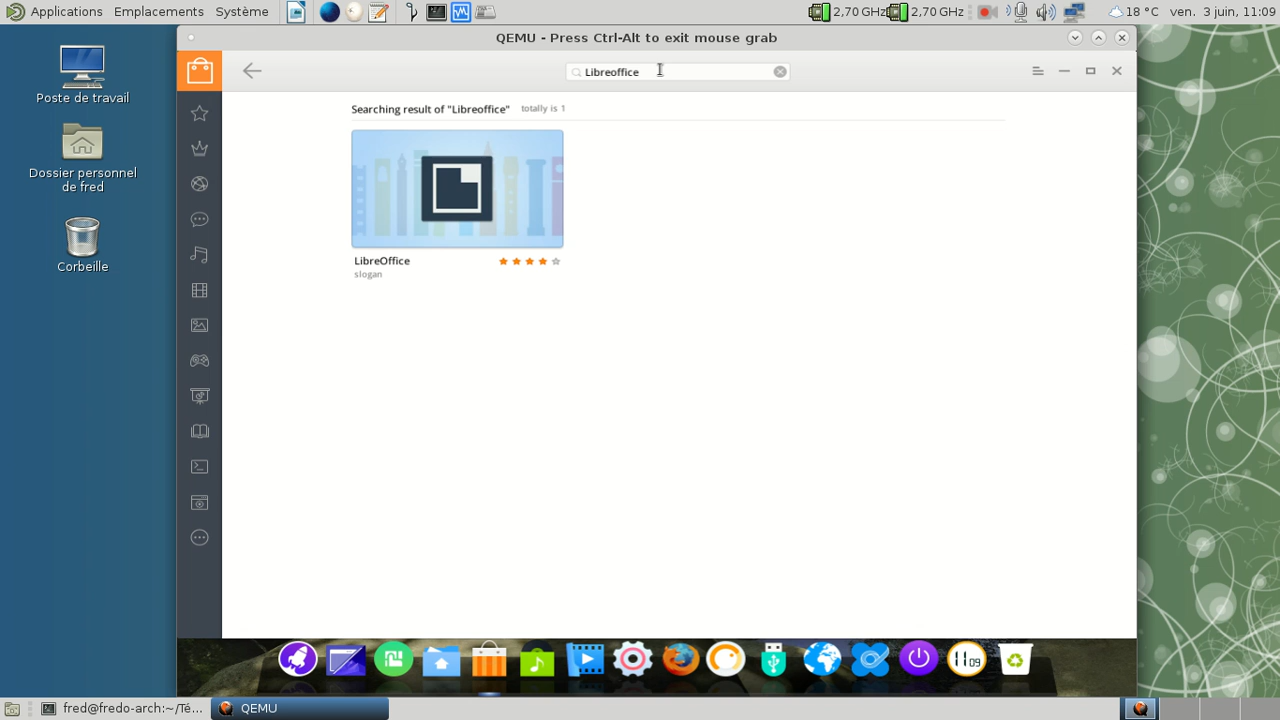 Applications Emplacements Système 2,70 GHz 2,70 GHz 18 °C ven. 3 juin, 11:09
QEMU - Press Ctrl-Alt to exit mouse grab
Poste de travail
Dossier personnel
de fred
Corbeille
Libreoffice
Searching result of "Libreoffice" totally is 1
LibreOffice
slogan
11 09
fred@fredo-arch:~/Té... QEMU